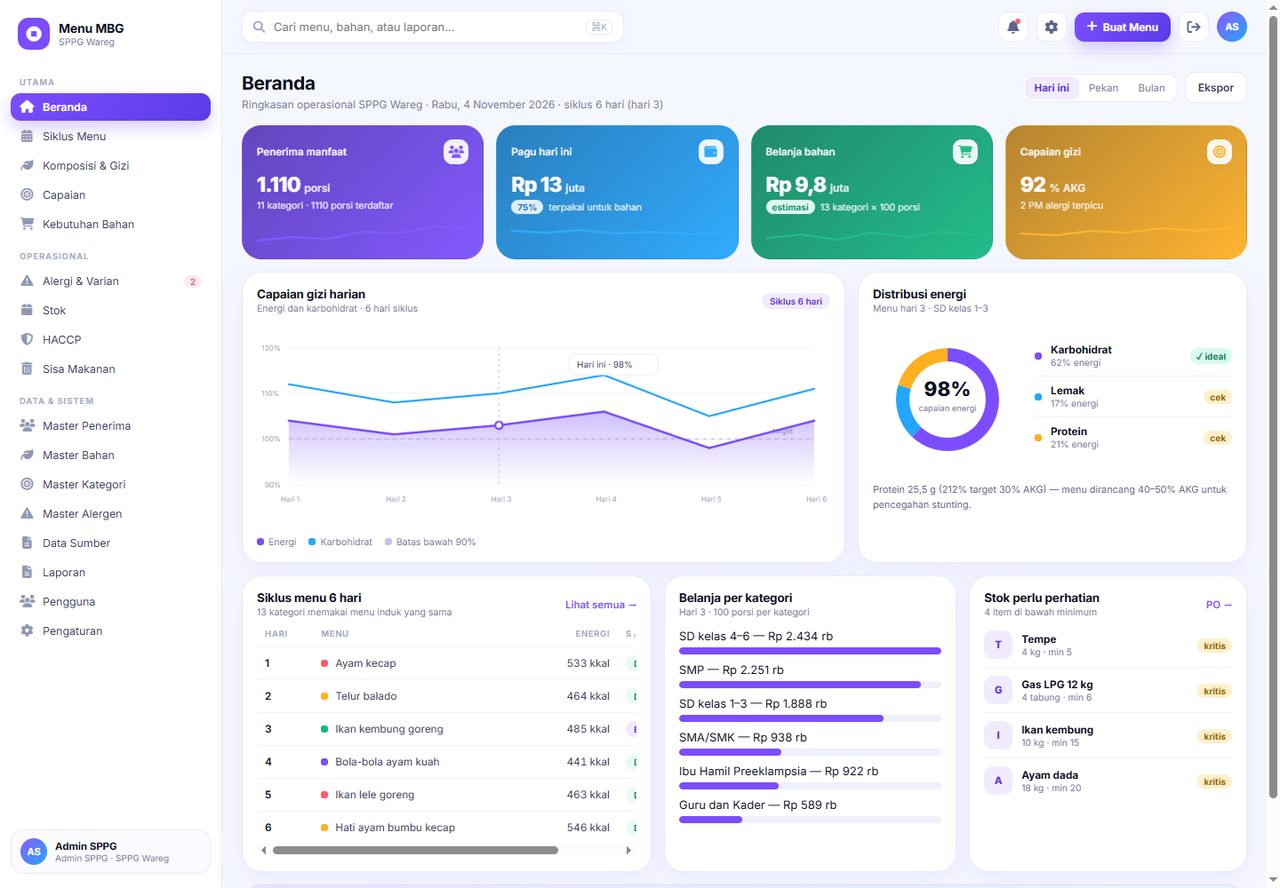 Menu MBG
SPPG Wareg
Cari menu, bahan, atau laporan...
⌘K
+ Buat Menu
AS
UTAMA
Beranda
Siklus Menu
Komposisi & Gizi
Capaian
Kebutuhan Bahan
OPERASIONAL
Alergi & Varian
2
Stok
HACCP
Sisa Makanan
DATA & SISTEM
Master Penerima
Master Bahan
Master Kategori
Master Alergen
Data Sumber
Laporan
Pengguna
Pengaturan
AS
Admin SPPG
Admin SPPG · SPPG Wareg
Beranda
Ringkasan operasional SPPG Wareg · Rabu, 4 November 2026 · siklus 6 hari (hari 3)
Hari ini
Pekan
Bulan
Ekspor
Penerima manfaat
1.110 porsi
11 kategori · 1110 porsi terdaftar
Pagu hari ini
Rp 13 juta
75% terpakai untuk bahan
Belanja bahan
Rp 9,8 juta
estimasi 13 kategori × 100 porsi
Capaian gizi
92 % AKG
2 PM alergi terpicu
Capaian gizi harian
Energi dan karbohidrat · 6 hari siklus
Siklus 6 hari
120%
110%
100%
90%
Hari ini · 98%
target
Hari 1
Hari 2
Hari 3
Hari 4
Hari 5
Hari 6
Energi
Karbohidrat
Batas bawah 90%
Distribusi energi
Menu hari 3 · SD kelas 1–3
98%
capaian energi
Karbohidrat
62% energi
✓ ideal
Lemak
17% energi
cek
Protein
21% energi
cek
Protein 25,5 g (212% target 30% AKG) — menu dirancang 40–50% AKG untuk
pencegahan stunting.
Siklus menu 6 hari
13 kategori memakai menu induk yang sama
Lihat semua →
HARI MENU ENERGI
1 Ayam kecap 533 kkal
2 Telur balado 464 kkal
3 Ikan kembung goreng 485 kkal
4 Bola-bola ayam kuah 441 kkal
5 Ikan lele goreng 463 kkal
6 Hati ayam bumbu kecap 546 kkal
Belanja per kategori
Hari 3 · 100 porsi per kategori
SD kelas 4–6 — Rp 2.434 rb
SMP — Rp 2.251 rb
SD kelas 1–3 — Rp 1.888 rb
SMA/SMK — Rp 938 rb
Ibu Hamil Preeklampsia — Rp 922 rb
Guru dan Kader — Rp 589 rb
Stok perlu perhatian
4 item di bawah minimum
PO →
T
Tempe
4 kg · min 5
kritis
G
Gas LPG 12 kg
4 tabung · min 6
kritis
I
Ikan kembung
10 kg · min 15
kritis
A
Ayam dada
18 kg · min 20
kritis